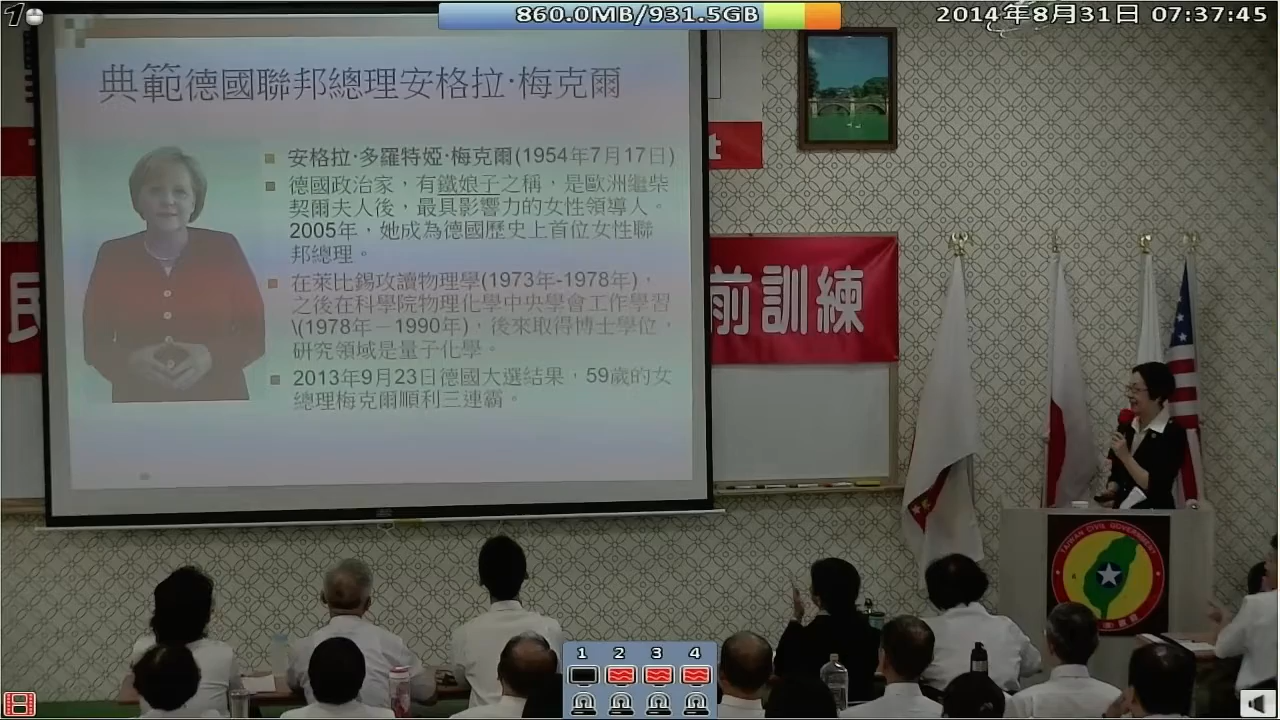 1
860.0MB/931.5GB
2014年8月31日 07:37:45
典範德國聯邦總理安格拉·梅克爾
安格拉·多羅特婭·梅克爾(1954年7月17日)
德國政治家，有鐵娘子之稱，是歐洲繼柴
契爾夫人後，最具影響力的女性領導人。
2005年，她成為德國歷史上首位女性聯
邦總理。
在萊比錫攻讀物理學(1973年-1978年)，
之後在科學院物理化學中央學會工作學習
\(1978年－1990年)，後來取得博士學位，
研究領域是量子化學。
2013年9月23日德國大選結果，59歲的女
總理梅克爾順利三連霸。
t
民
前訓練
TAIWAN CIVIL GOVERNMENT
1 2 3 4